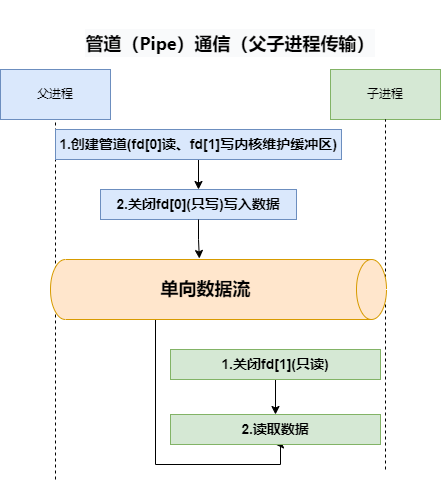 管道（Pipe）通信（父子进程传输）
父进程
子进程
1.创建管道(fd[0]读、fd[1]写内核维护缓冲区)
2.关闭fd[0](只写)写入数据
单向数据流
1.关闭fd[1](只读)
2.读取数据